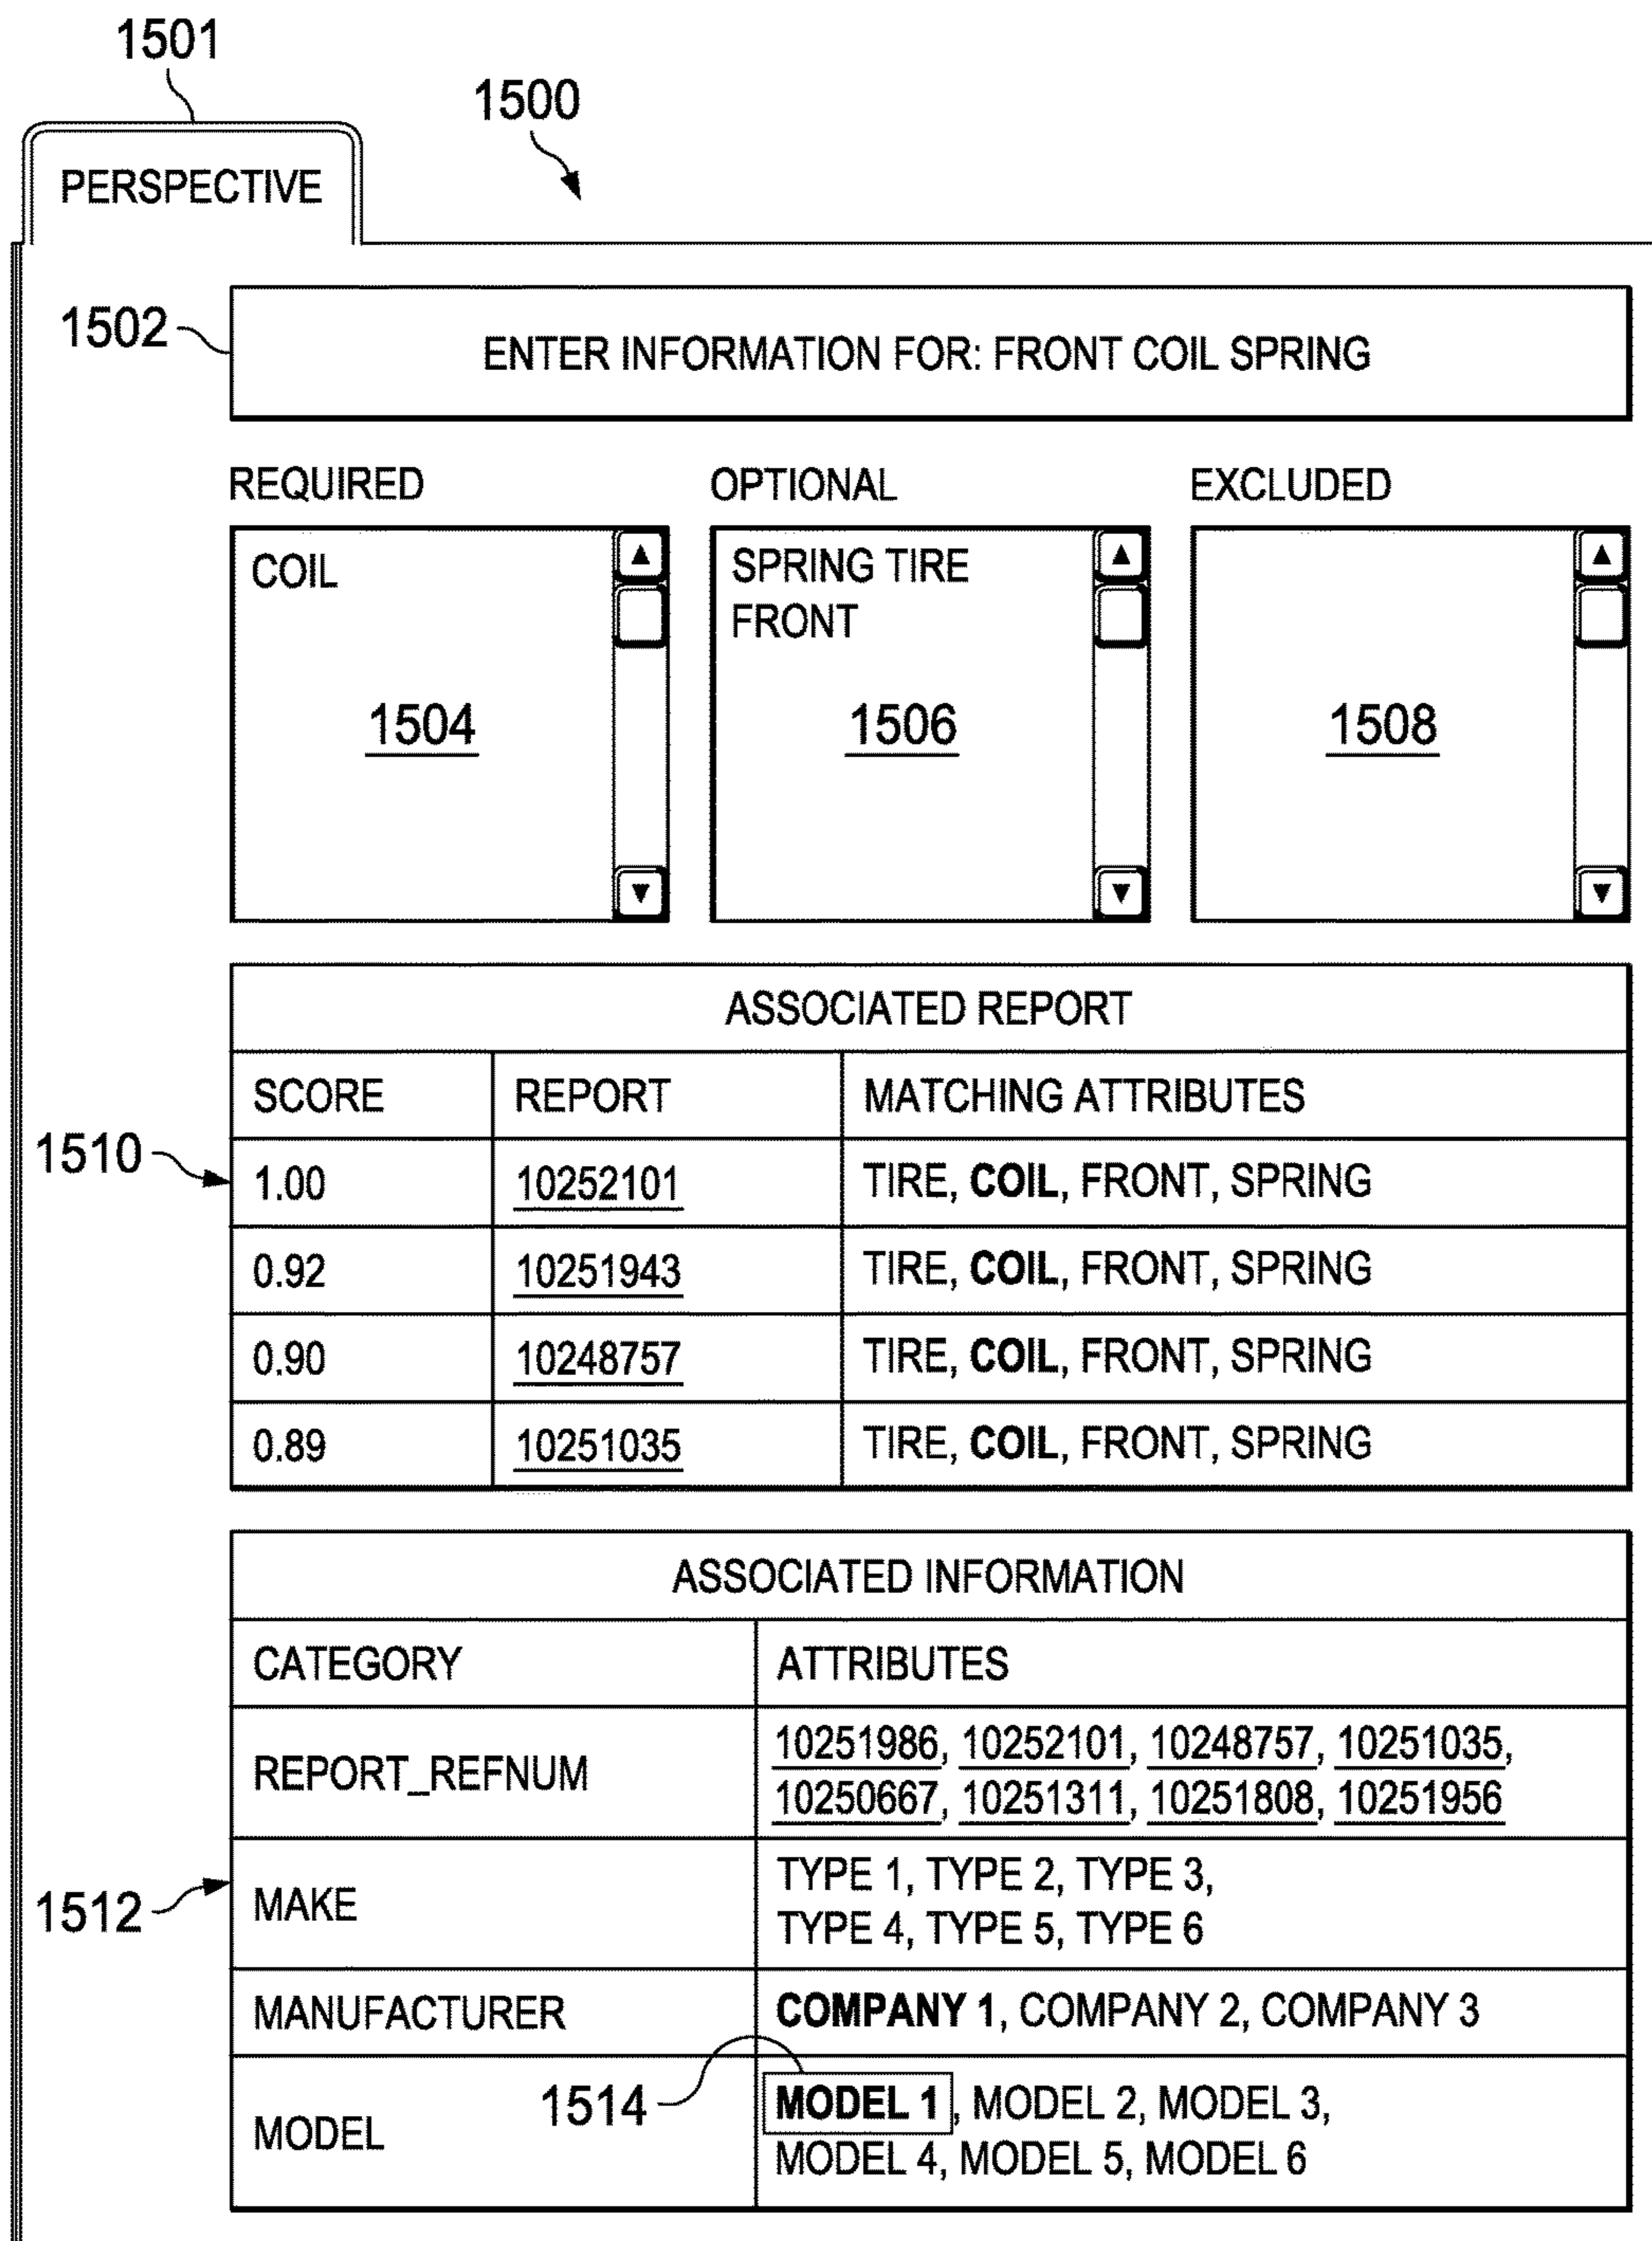 1501
1500
PERSPECTIVE
1502
ENTER INFORMATION FOR: FRONT COIL SPRING
REQUIRED OPTIONAL EXCLUDED
COIL
SPRING TIRE
FRONT
1504 1506 1508
ASSOCIATED REPORT
SCORE REPORT MATCHING ATTRIBUTES
1510
1.00 10252101 TIRE, COIL, FRONT, SPRING
0.92 10251943 TIRE, COIL, FRONT, SPRING
0.90 10248757 TIRE, COIL, FRONT, SPRING
0.89 10251035 TIRE, COIL, FRONT, SPRING
ASSOCIATED INFORMATION
CATEGORY ATTRIBUTES
REPORT_REFNUM
10251986, 10252101, 10248757, 10251035,
10250667, 10251311, 10251808, 10251956
1512
MAKE
TYPE 1, TYPE 2, TYPE 3,
TYPE 4, TYPE 5, TYPE 6
MANUFACTURER COMPANY 1, COMPANY 2, COMPANY 3
1514
MODEL
MODEL 1, MODEL 2, MODEL 3,
MODEL 4, MODEL 5, MODEL 6